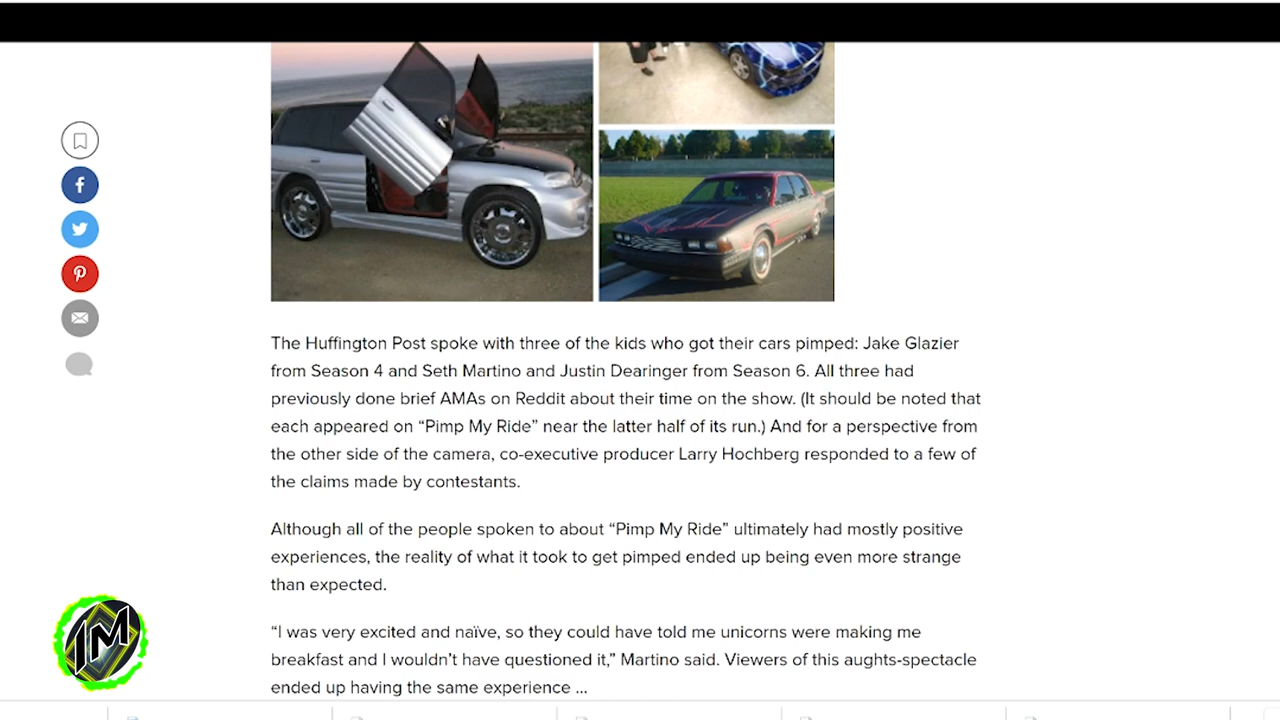 The Huffington Post spoke with three of the kids who got their cars pimped: Jake Glazier
from Season 4 and Seth Martino and Justin Dearinger from Season 6. All three had
previously done brief AMAs on Reddit about their time on the show. (It should be noted that
each appeared on “Pimp My Ride” near the latter half of its run.) And for a perspective from
the other side of the camera, co-executive producer Larry Hochberg responded to a few of
the claims made by contestants.
Although all of the people spoken to about “Pimp My Ride” ultimately had mostly positive
experiences, the reality of what it took to get pimped ended up being even more strange
than expected.
“I was very excited and naïve, so they could have told me unicorns were making me
breakfast and I wouldn’t have questioned it,” Martino said. Viewers of this aughts-spectacle
ended up having the same experience ...
IM